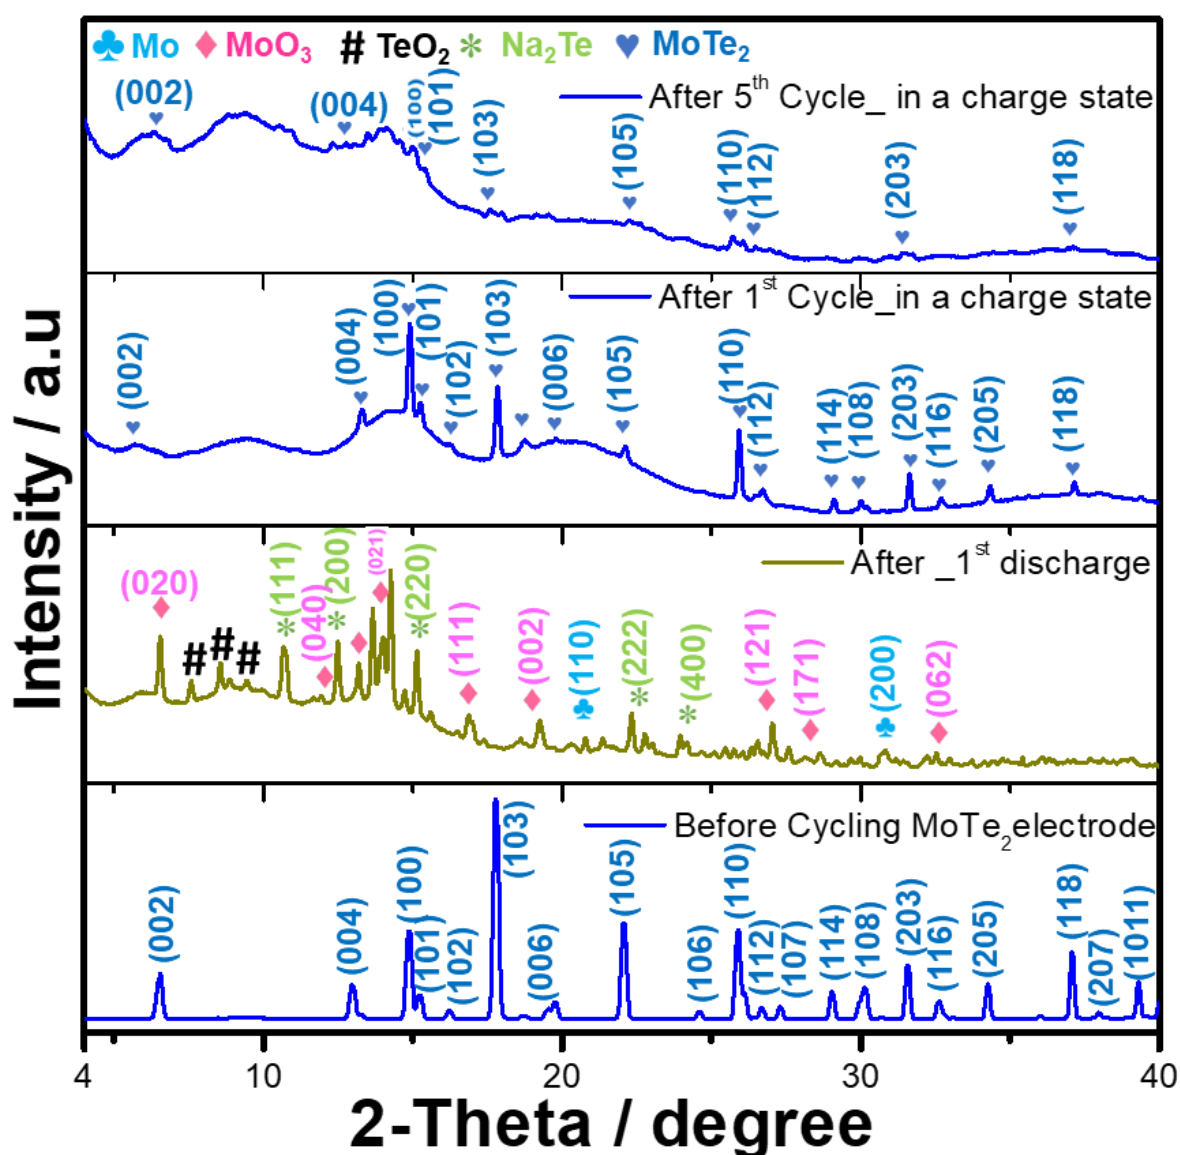 ♣ Mo ♦ MoO₃ # TeO₂ * Na₂Te ♥ MoTe₂
After 5ᵗʰ Cycle_ in a charge state
(002) (004) (100) (101) (103) (105) (110) (112) (203) (118)
After 1ˢᵗ Cycle_in a charge state
(002) (004) (100) (101) (102) (103) (006) (105) (110) (112) (114) (108) (203) (116) (205) (118)
After _1ˢᵗ discharge
(020) # # # *(111) (040) *(200) (021) *(220) (111) (002) ♣(110) *(222) *(400) (121) (171) ♣(200) (062)
Before Cycling MoTe₂electrode
(002) (004) (100) (101) (102) (103) (006) (105) (106) (110) (112) (107) (114) (108) (203) (116) (205) (118) (207) (1011)
Intensity / a.u
4 10 20 30 40
2-Theta / degree